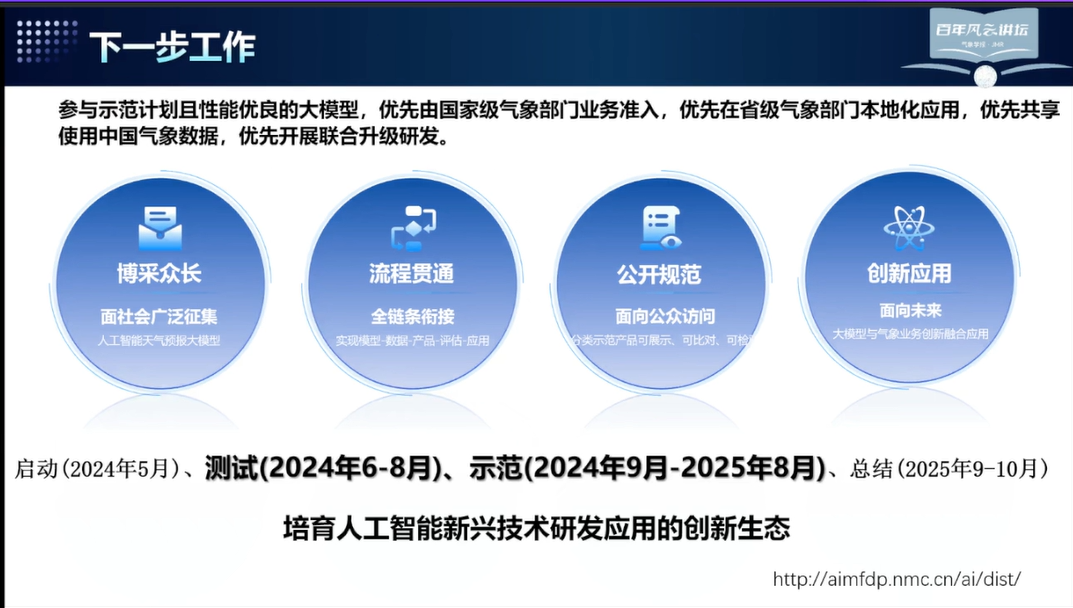 下一步工作
百年风云讲坛
参与示范计划且性能优良的大模型，优先由国家级气象部门业务准入，优先在省级气象部门本地化应用，优先共享
使用中国气象数据，优先开展联合升级研发。
博采众长
面社会广泛征集
人工智能天气预报大模型
流程贯通
全链条衔接
实现模型-数据-产品-评估-应用
公开规范
面向公众访问
分类示范产品可展示、可比对、可检
创新应用
面向未来
大模型与气象业务创新融合应用
启动(2024年5月)、测试(2024年6-8月)、示范(2024年9月-2025年8月)、总结(2025年9-10月)
培育人工智能新兴技术研发应用的创新生态
http://aimfdp.nmc.cn/ai/dist/